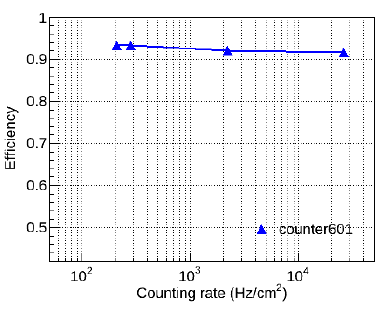 1
0.9
0.8
0.7
0.6
0.5
Efficiency
counter601
10² 10³ 10⁴
Counting rate (Hz/cm²)